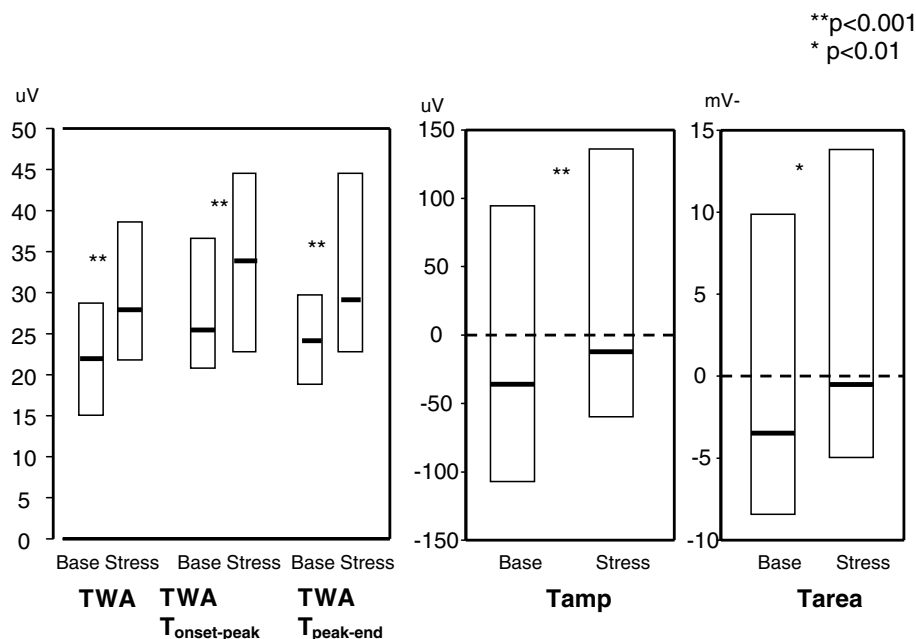 **p<0.001
* p<0.01
uV
50
45
40
35
30
25
20
15
10
5
0
**
**
**
Base Stress
Base Stress
Base Stress
TWA
TWA
Tonset-peak
TWA
Tpeak-end
uV
150
100
50
0
-50
-100
-150
**
Base
Stress
Tamp
mV-
15
10
5
0
-5
-10
*
Base
Stress
Tarea